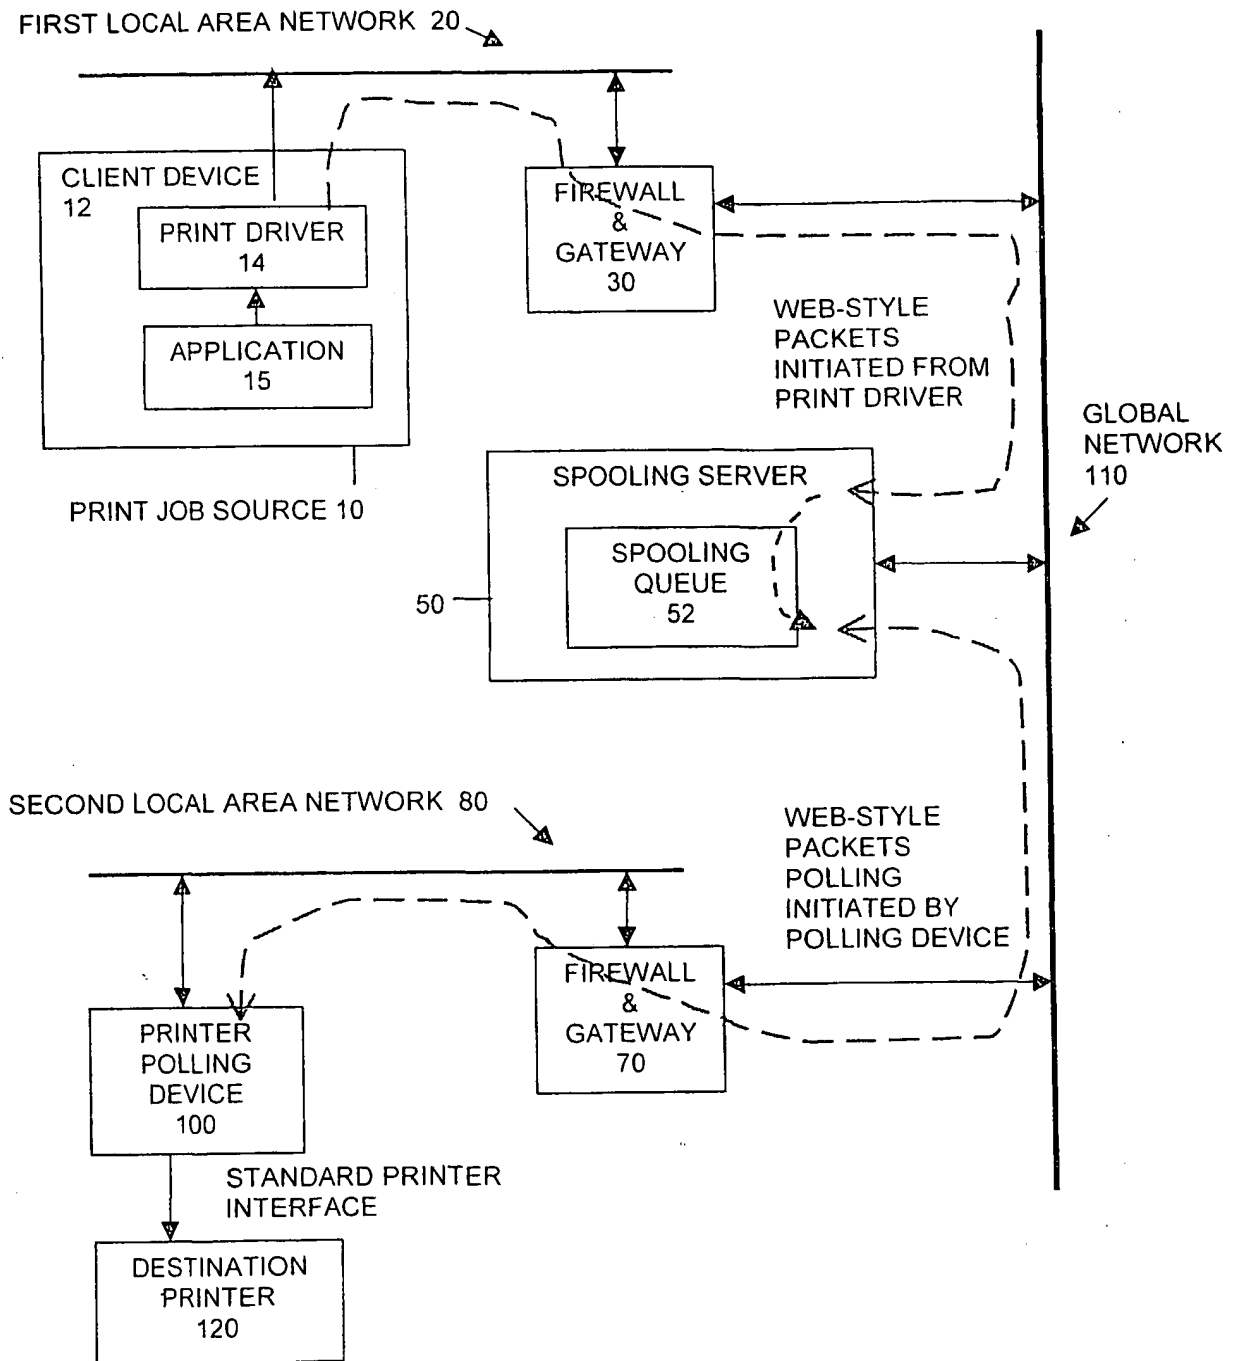 FIRST LOCAL AREA NETWORK 20
CLIENT DEVICE
12
PRINT DRIVER
14
APPLICATION
15
PRINT JOB SOURCE 10
FIREWALL
&
GATEWAY
30
WEB-STYLE
PACKETS
INITIATED FROM
PRINT DRIVER
GLOBAL
NETWORK
110
SPOOLING SERVER
SPOOLING
QUEUE
52
50
SECOND LOCAL AREA NETWORK 80
WEB-STYLE
PACKETS
POLLING
INITIATED BY
POLLING DEVICE
FIREWALL
&
GATEWAY
70
PRINTER
POLLING
DEVICE
100
STANDARD PRINTER
INTERFACE
DESTINATION
PRINTER
120